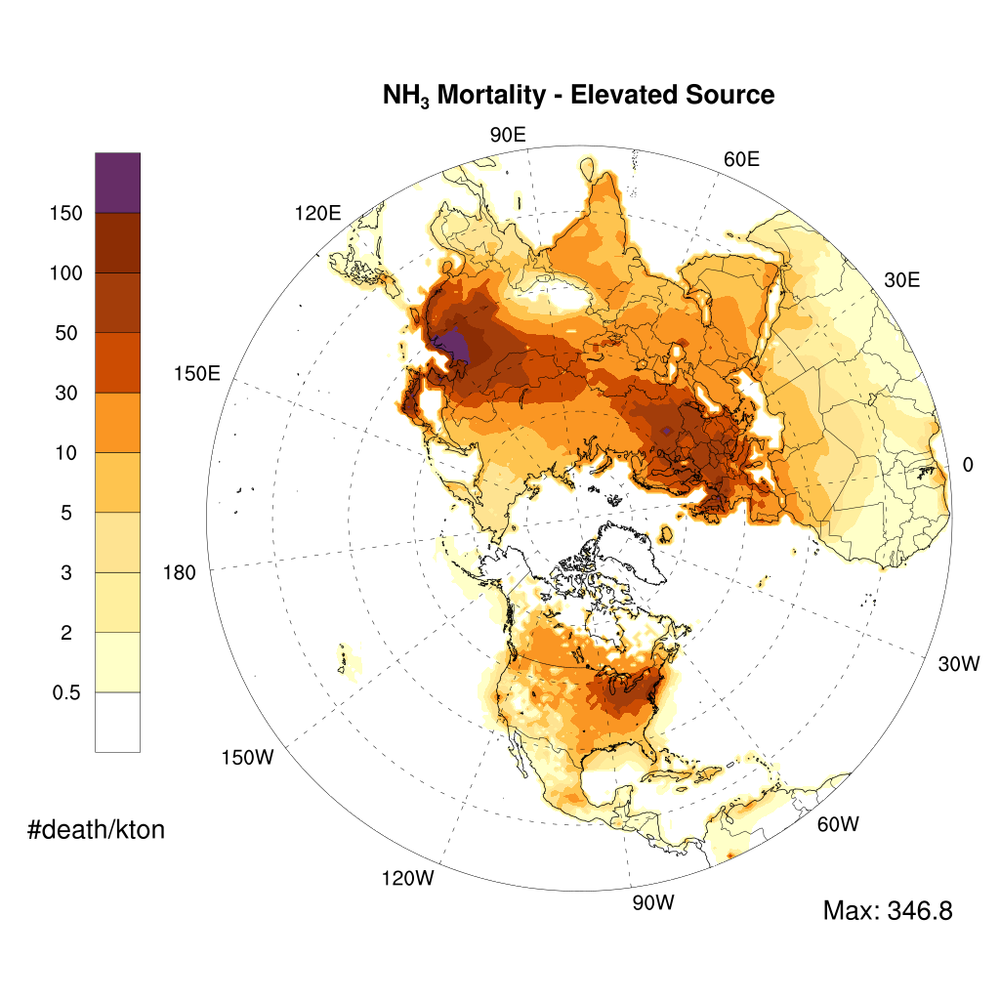 NH₃ Mortality - Elevated Source
90E
60E
120E
30E
150E
0
180
30W
150W
60W
120W
90W
150
100
50
30
10
5
3
2
0.5
#death/kton
Max: 346.8